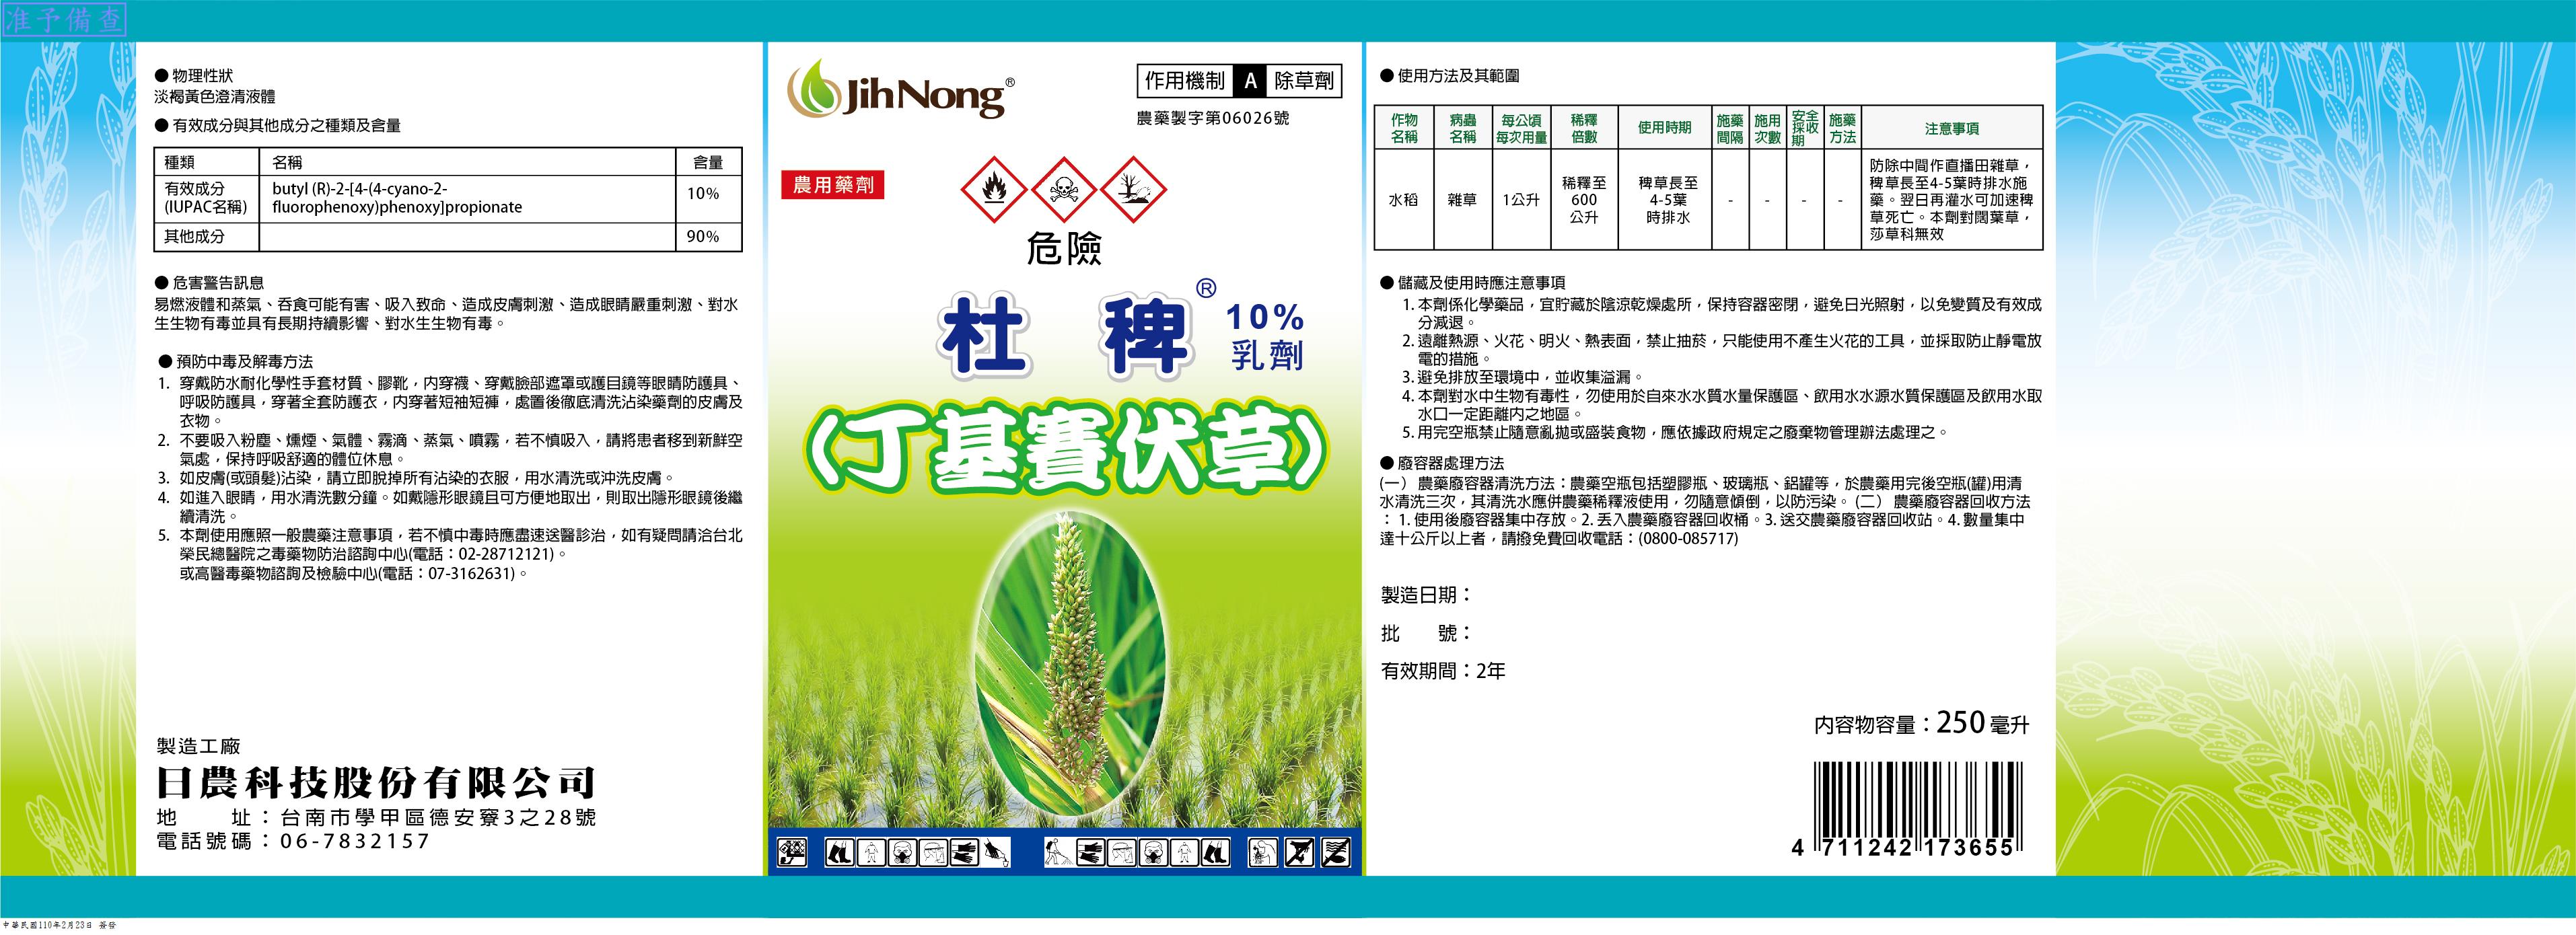 准予備查
● 物理性狀
淡褐黃色澄清液體
● 有效成分與其他成分之種類及含量
種類 名稱 含量
有效成分 butyl (R)-2-[4-(4-cyano-2- 10%
(IUPAC名稱) fluorophenoxy)phenoxy]propionate
其他成分 90%
● 危害警告訊息
易燃液體和蒸氣、吞食可能有害、吸入致命、造成皮膚刺激、造成眼睛嚴重刺激、對水
生生物有毒並具有長期持續影響、對水生生物有毒。
● 預防中毒及解毒方法
1. 穿戴防水耐化學性手套材質、膠靴，內穿襪、穿戴臉部遮罩或護目鏡等眼睛防護具、
呼吸防護具，穿著全套防護衣，內穿著短袖短褲，處置後徹底清洗沾染藥劑的皮膚及
衣物。
2. 不要吸入粉塵、燻煙、氣體、霧滴、蒸氣、噴霧，若不慎吸入，請將患者移到新鮮空
氣處，保持呼吸舒適的體位休息。
3. 如皮膚(或頭髮)沾染，請立即脫掉所有沾染的衣服，用水清洗或沖洗皮膚。
4. 如進入眼睛，用水清洗數分鐘。如戴隱形眼鏡且可方便地取出，則取出隱形眼鏡後繼
續清洗。
5. 本劑使用應照一般農藥注意事項，若不慎中毒時應盡速送醫診治，如有疑問請洽台北
榮民總醫院之毒藥物防治諮詢中心(電話：02-28712121)。
或高醫毒藥物諮詢及檢驗中心(電話：07-3162631)。
製造工廠
日農科技股份有限公司
地 址：台南市學甲區德安寮3之28號
電話號碼：06-7832157
JihNong®
作用機制 A 除草劑
農藥製字第06026號
農用藥劑
危險
杜稗® 10%
乳劑
(丁基賽伏草)
● 使用方法及其範圍
作物名稱 病蟲名稱 每公頃每次用量 稀釋倍數 使用時期 施藥間隔 施用次數 安全採收期 施藥方法 注意事項
水稻 雜草 1公升 稀釋至600公升 稗草長至4-5葉時排水 - - - - 防除中間作直播田雜草，
稗草長至4-5葉時排水施
藥。翌日再灌水可加速稗
草死亡。本劑對闊葉草，
莎草科無效
● 儲藏及使用時應注意事項
1. 本劑係化學藥品，宜貯藏於陰涼乾燥處所，保持容器密閉，避免日光照射，以免變質及有效成
分減退。
2. 遠離熱源、火花、明火、熱表面，禁止抽菸，只能使用不產生火花的工具，並採取防止靜電放
電的措施。
3. 避免排放至環境中，並收集溢漏。
4. 本劑對水中生物有毒性，勿使用於自來水水質水量保護區、飲用水水源水質保護區及飲用水取
水口一定距離內之地區。
5. 用完空瓶禁止隨意亂拋或盛裝食物，應依據政府規定之廢棄物管理辦法處理之。
● 廢容器處理方法
(一) 農藥廢容器清洗方法：農藥空瓶包括塑膠瓶、玻璃瓶、鋁罐等，於農藥用完後空瓶(罐)用清
水清洗三次，其清洗水應併農藥稀釋液使用，勿隨意傾倒，以防污染。(二) 農藥廢容器回收方法
：1. 使用後廢容器集中存放。2. 丟入農藥廢容器回收桶。3. 送交農藥廢容器回收站。4. 數量集中
達十公斤以上者，請撥免費回收電話：(0800-085717)
製造日期：
批 號：
有效期間：2年
內容物容量：250 毫升
4 711242 173655
中華民國110年2月23日 簽發